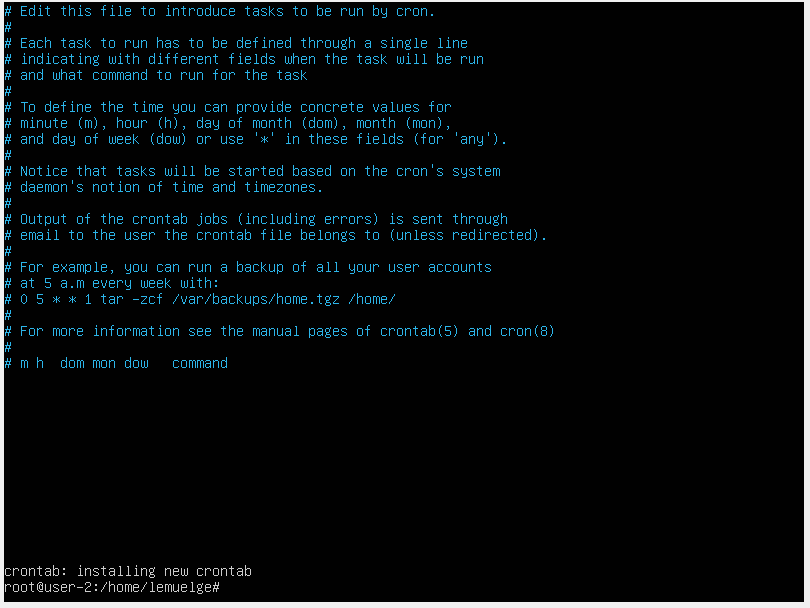 # Edit this file to introduce tasks to be run by cron.
#
# Each task to run has to be defined through a single line
# indicating with different fields when the task will be run
# and what command to run for the task
#
# To define the time you can provide concrete values for
# minute (m), hour (h), day of month (dom), month (mon),
# and day of week (dow) or use '*' in these fields (for 'any').
#
# Notice that tasks will be started based on the cron's system
# daemon's notion of time and timezones.
#
# Output of the crontab jobs (including errors) is sent through
# email to the user the crontab file belongs to (unless redirected).
#
# For example, you can run a backup of all your user accounts
# at 5 a.m every week with:
# 0 5 * * 1 tar -zcf /var/backups/home.tgz /home/
#
# For more information see the manual pages of crontab(5) and cron(8)
#
# m h  dom mon dow   command
crontab: installing new crontab
root@user-2:/home/lemuelge#